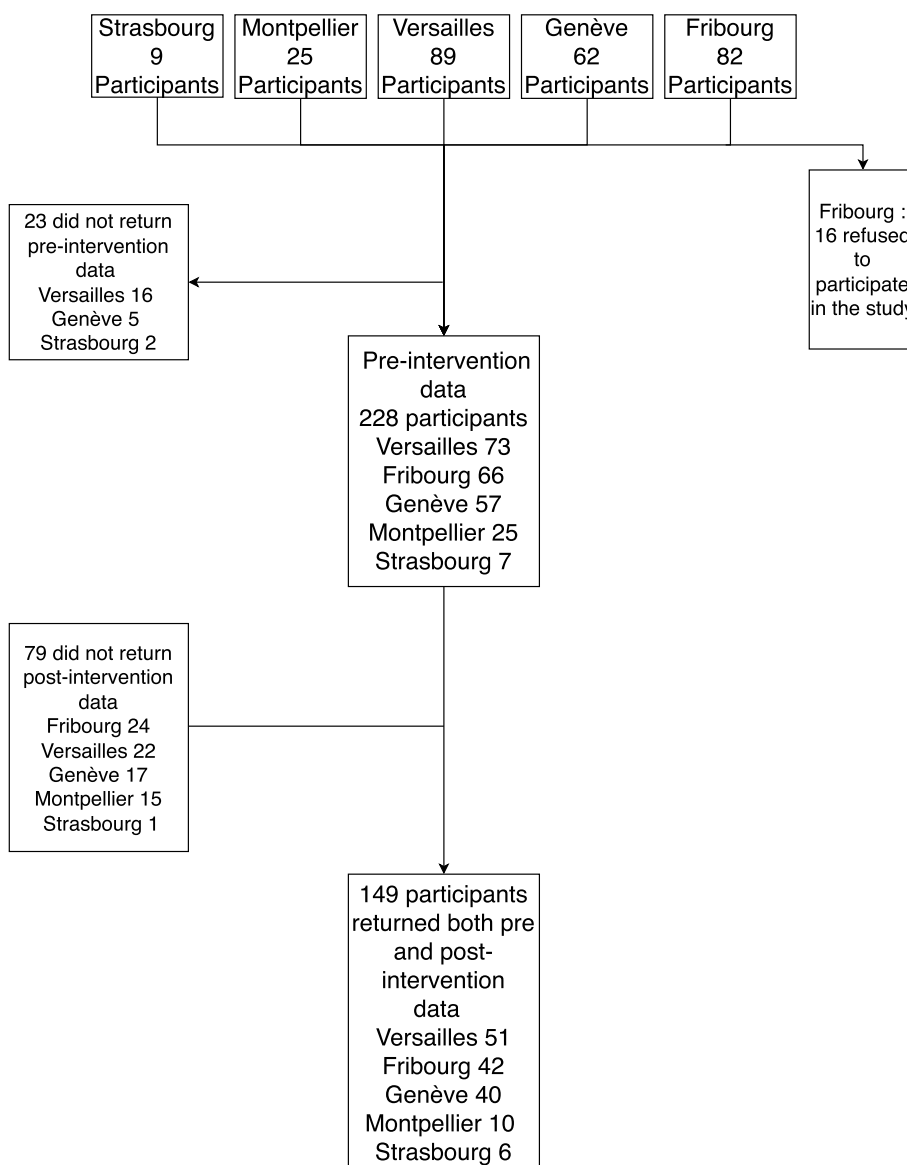 Strasbourg
9
Participants
Montpellier
25
Participants
Versailles
89
Participants
Genève
62
Participants
Fribourg
82
Participants
Fribourg :
16 refused
to
participate
in the study
23 did not return
pre-intervention
data
Versailles 16
Genève 5
Strasbourg 2
Pre-intervention
data
228 participants
Versailles 73
Fribourg 66
Genève 57
Montpellier 25
Strasbourg 7
79 did not return
post-intervention
data
Fribourg 24
Versailles 22
Genève 17
Montpellier 15
Strasbourg 1
149 participants
returned both pre
and post-
intervention
data
Versailles 51
Fribourg 42
Genève 40
Montpellier 10
Strasbourg 6